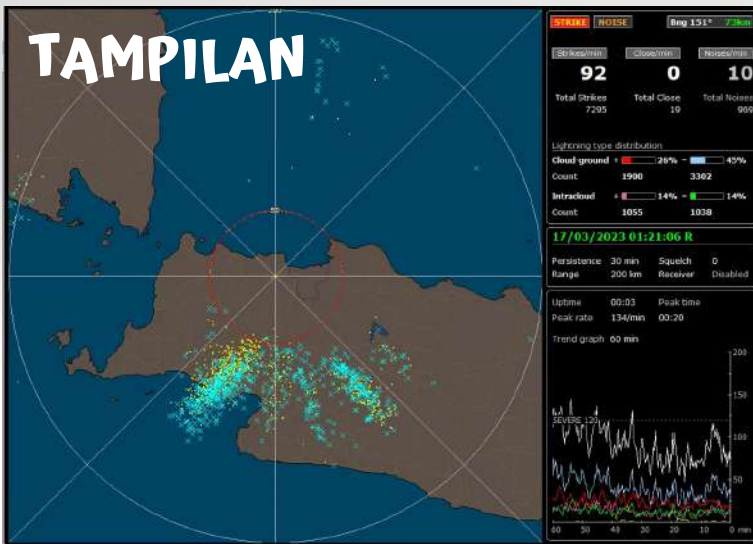 TAMPILAN
STRIKE NOISE Bng 151° 73km
Strikes/min Close/min Noises/min
92 0 10
Total Strikes Total Close Total Noises
7295 19 969
Lightning type distribution
Cloud-ground + 26% - 45%
Count 1900 3302
Intracloud + 14% - 14%
Count 1055 1038
17/03/2023 01:21:06 R
Persistence 30 min Squelch 0
Range 200 km Receiver Disabled
Uptime 00:03 Peak time
Peak rate 134/min 00:20
Trend graph 60 min
200
150
SEVERE 120
50
60 50 40 30 20 10 0 min